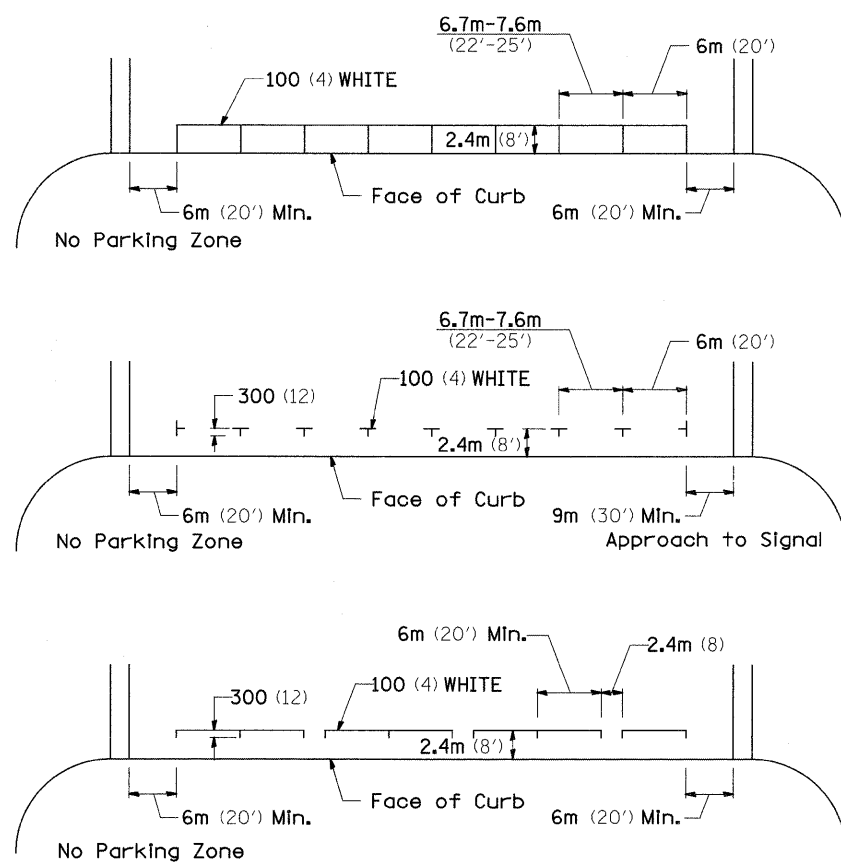 6.7m-7.6m
(22'-25')
6m (20')
100 (4) WHITE
2.4m (8')
Face of Curb
6m (20') Min.
6m (20') Min.
No Parking Zone
6.7m-7.6m
(22'-25')
6m (20')
300 (12)
100 (4) WHITE
2.4m (8')
Face of Curb
6m (20') Min.
9m (30') Min.
No Parking Zone
Approach to Signal
6m (20') Min.
2.4m (8)
300 (12)
100 (4) WHITE
2.4m (8')
Face of Curb
6m (20') Min.
6m (20') Min.
No Parking Zone